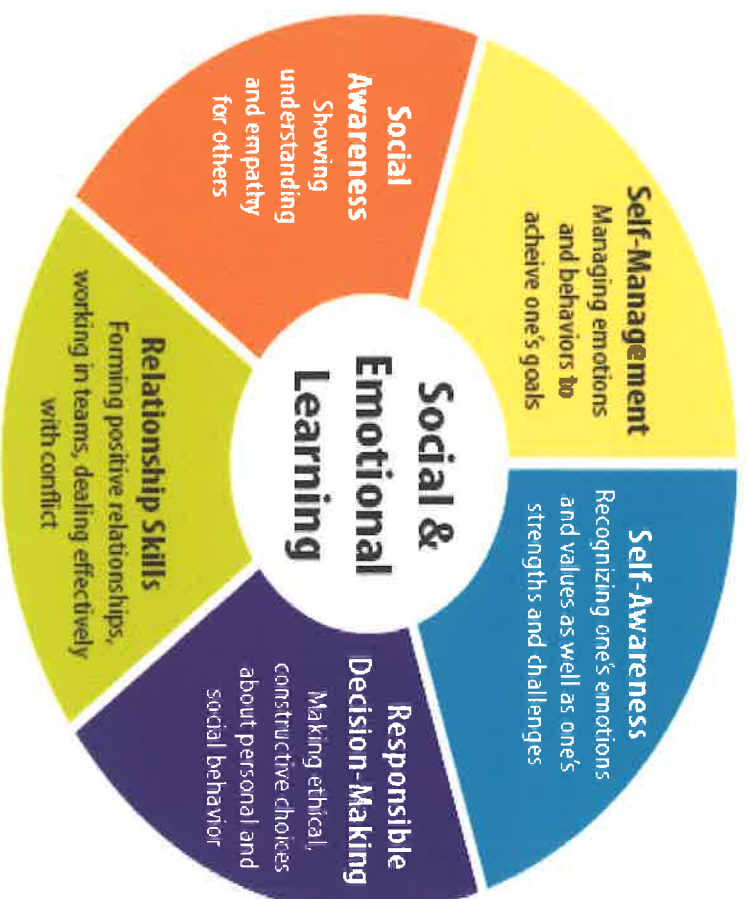 Social &
Emotional
Learning
Self-Management
Managing emotions
and behaviors to
acheive one's goals
Self-Awareness
Recognizing one's emotions
and values as well as one's
strengths and challenges
Social
Awareness
Showing
understanding
and empathy
for others
Responsible
Decision-Making
Making ethical,
constructive choices
about personal and
social behavior
Relationship Skills
Forming positive relationships,
working in teams, dealing effectively
with conflict